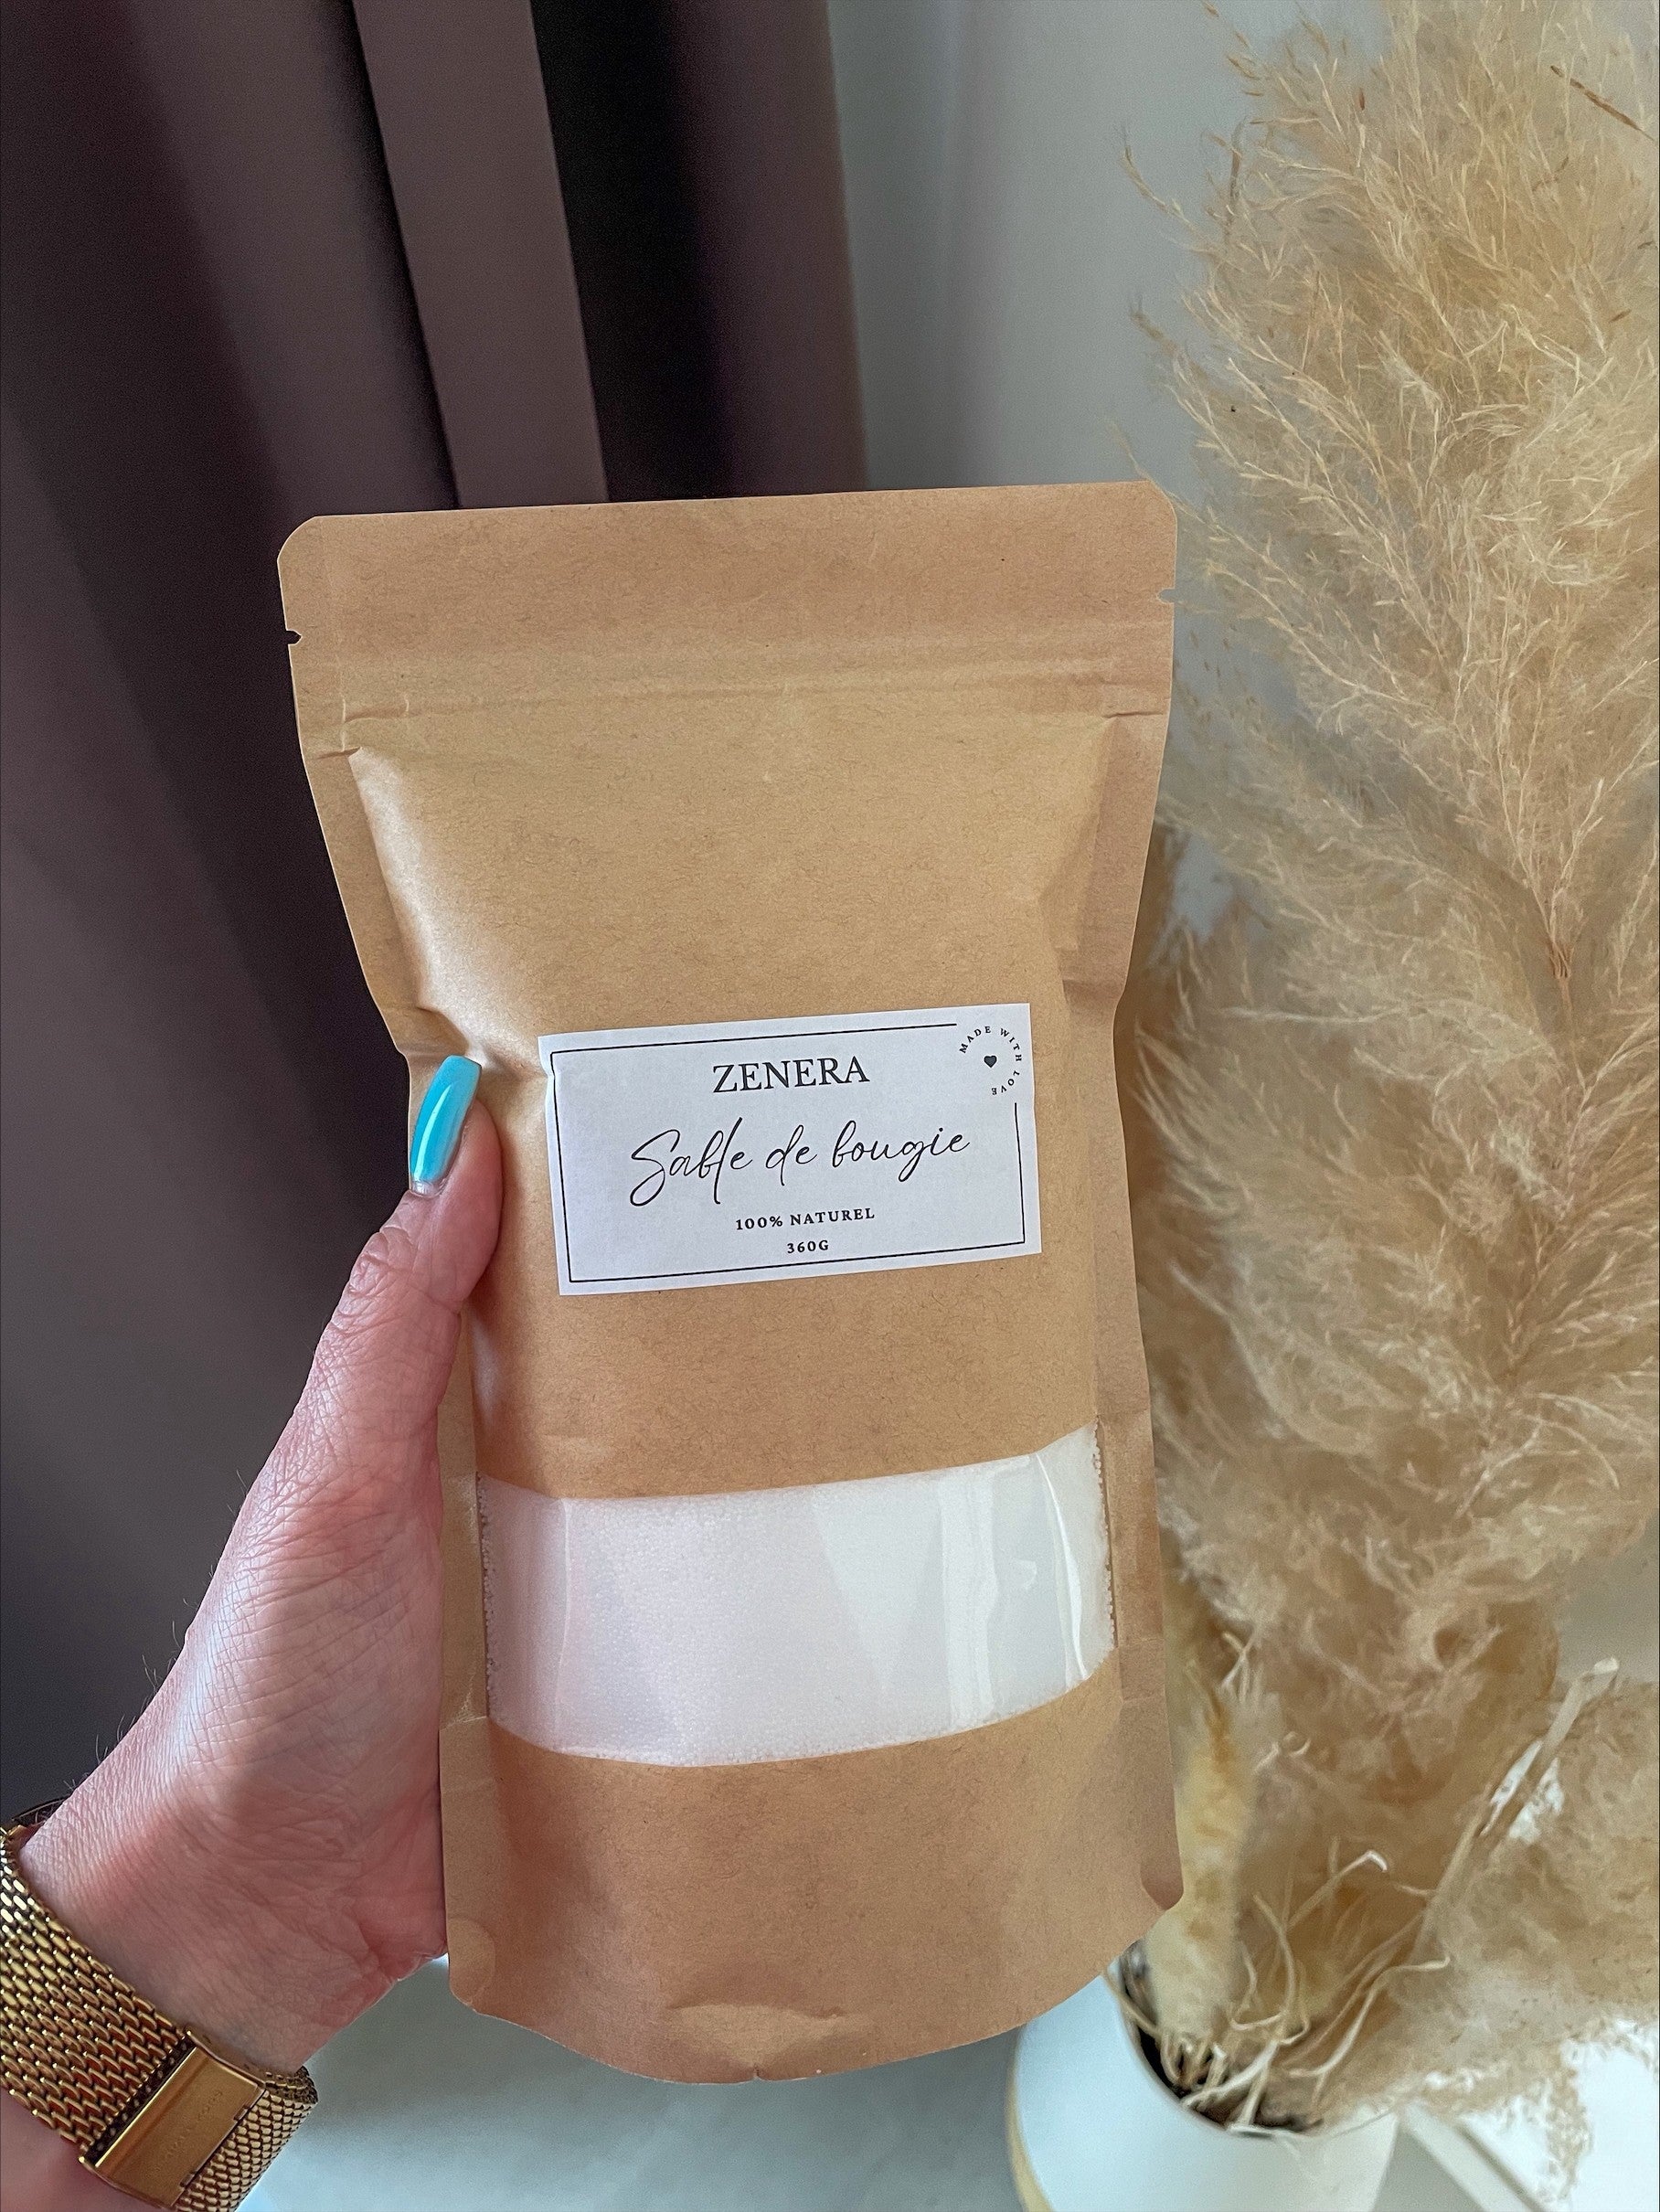 ZENERA
MADE WITH LOVE
Sable de bougie
100% NATUREL
360G